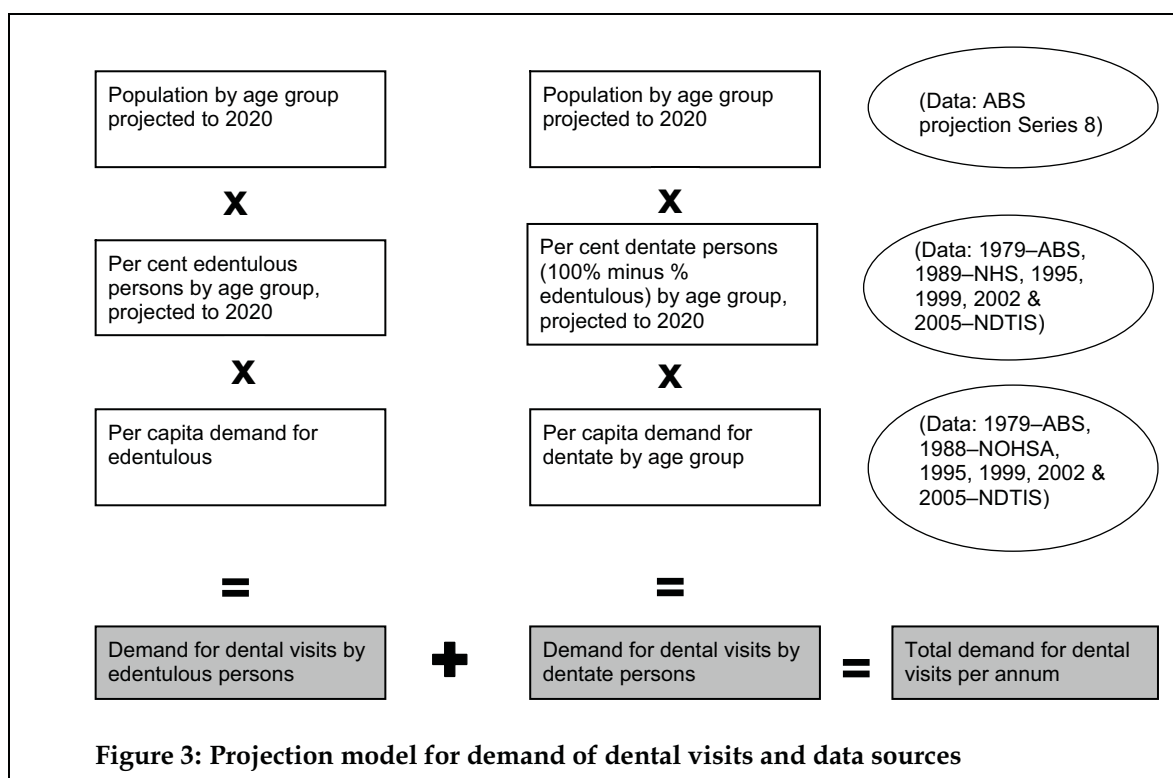 Population by age group
projected to 2020
Population by age group
projected to 2020
(Data: ABS
projection Series 8)
x
x
Per cent edentulous
persons by age group,
projected to 2020
Per cent dentate persons
(100% minus %
edentulous) by age group,
projected to 2020
(Data: 1979–ABS,
1989–NHS, 1995,
1999, 2002 &
2005–NDTIS)
x
x
Per capita demand for
edentulous
Per capita demand for
dentate by age group
(Data: 1979–ABS,
1988–NOHSA,
1995, 1999, 2002 &
2005–NDTIS)
=
=
Demand for dental visits by
edentulous persons
+
Demand for dental visits by
dentate persons
=
Total demand for dental
visits per annum
Figure 3: Projection model for demand of dental visits and data sources